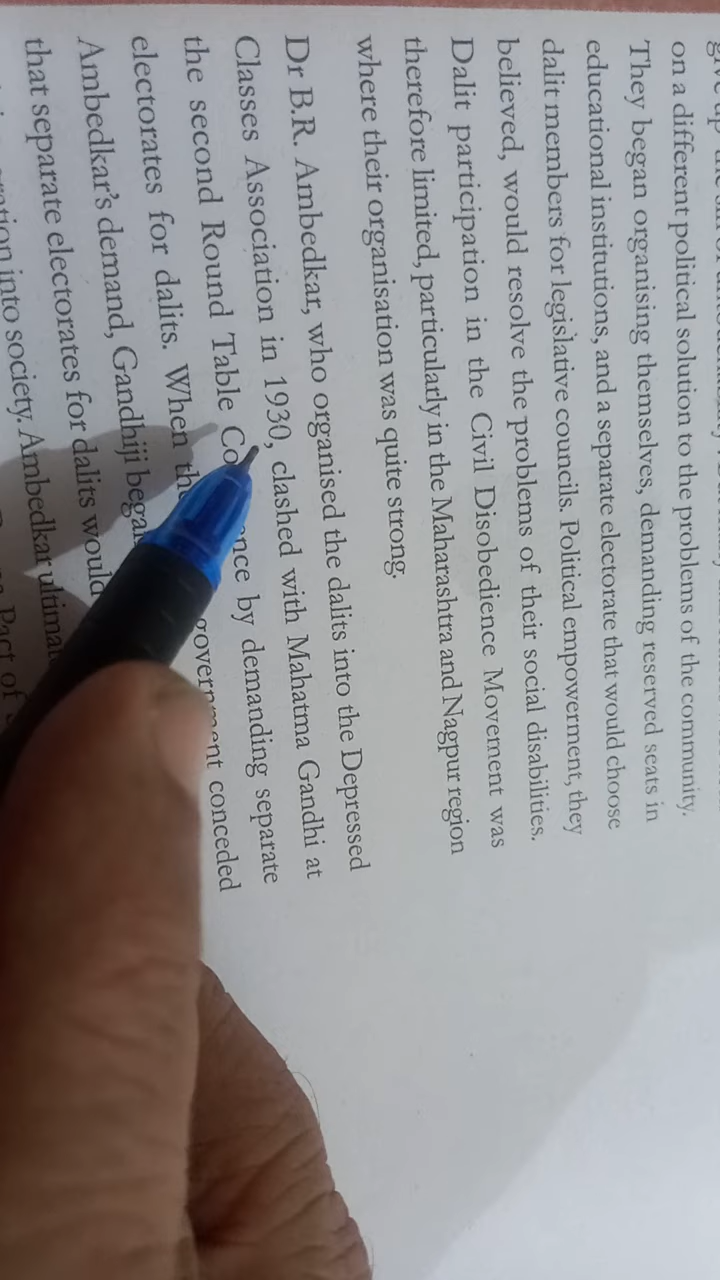 on a different political solution to the problems of the community.
They began organising themselves, demanding reserved seats in
educational institutions, and a separate electorate that would choose
dalit members for legislative councils. Political empowerment, they
believed, would resolve the problems of their social disabilities.
Dalit participation in the Civil Disobedience Movement was
therefore limited, particularly in the Maharashtra and Nagpur region
where their organisation was quite strong.
Dr B.R. Ambedkar, who organised the dalits into the Depressed
Classes Association in 1930, clashed with Mahatma Gandhi at
the second Round Table Co ence by demanding separate
electorates for dalits. When government conceded
Ambedkar's demand, Gandhiji
that separate electorates for dalits would
into society. Ambedkar
Pact of